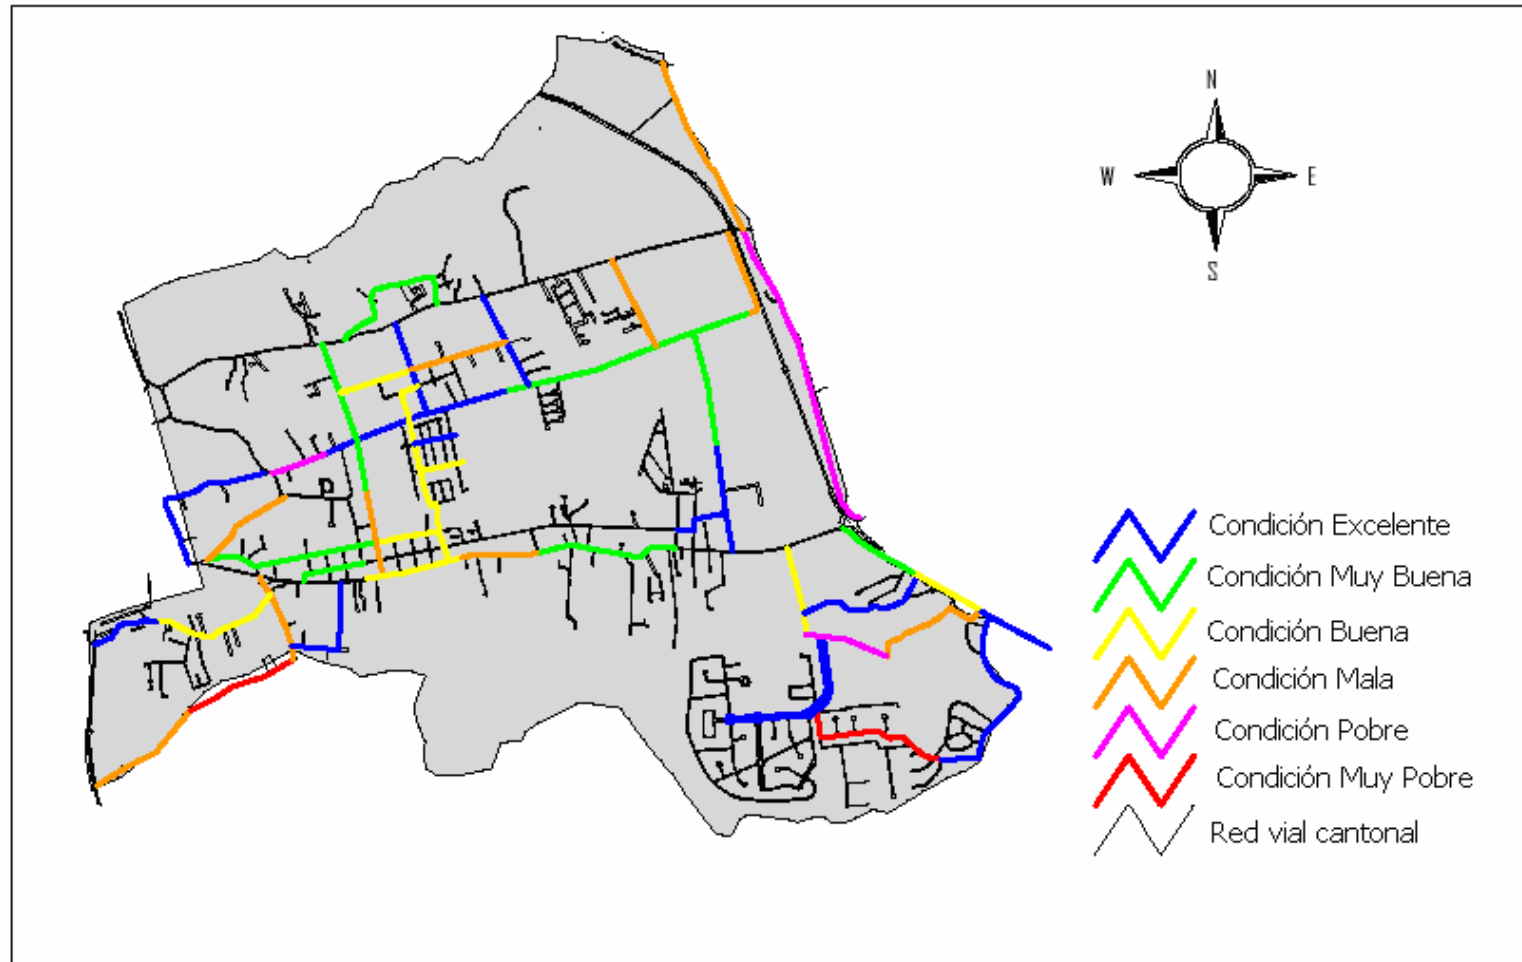 N
W
E
S
Condición Excelente
Condición Muy Buena
Condición Buena
Condición Mala
Condición Pobre
Condición Muy Pobre
Red vial cantonal